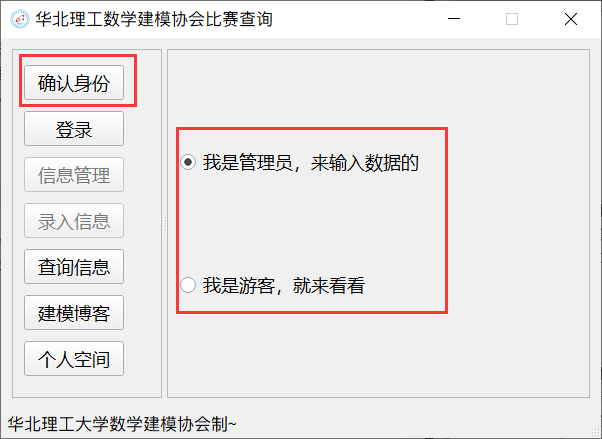 华北理工数学建模协会比赛查询
确认身份
登录
信息管理
录入信息
查询信息
建模博客
个人空间
我是管理员，来输入数据的
我是游客，就来看看
华北理工大学数学建模协会制~